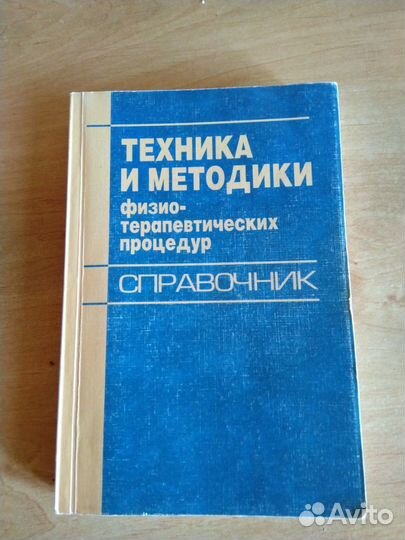 ТЕХНИКА
И МЕТОДИКИ
физио-
терапевтических
процедур
СПРАВОЧНИК
Avito